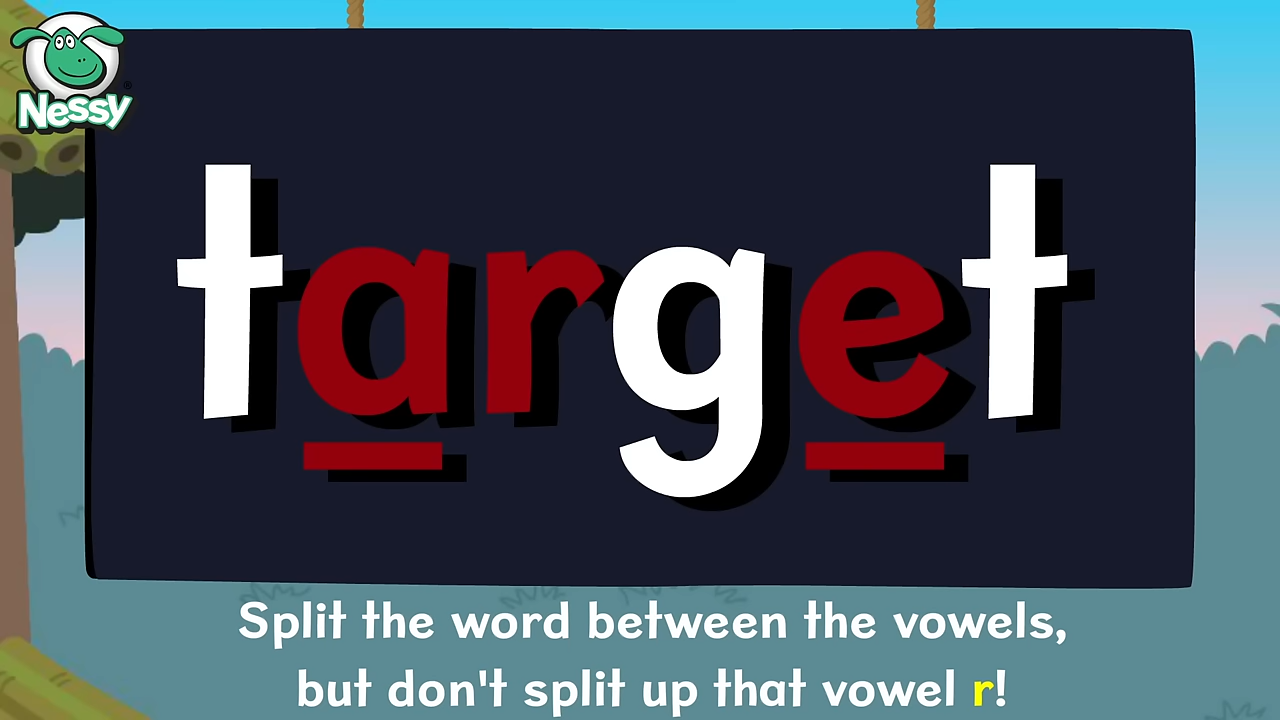 Nessy
target
Split the word between the vowels,
but don't split up that vowel r!